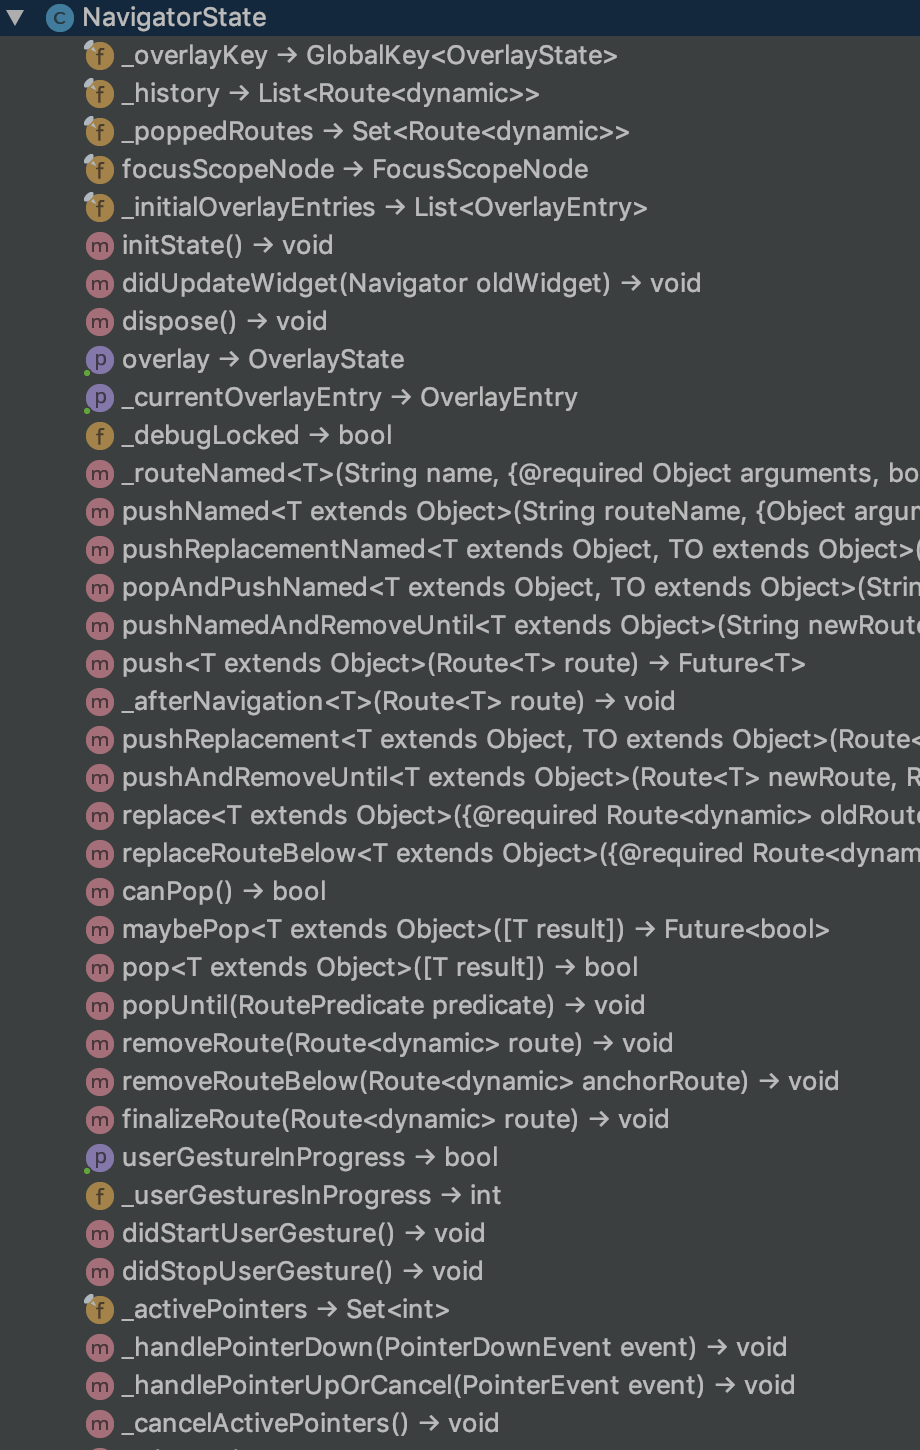 NavigatorState
_overlayKey → GlobalKey<OverlayState>
_history → List<Route<dynamic>>
_poppedRoutes → Set<Route<dynamic>>
focusScopeNode → FocusScopeNode
_initialOverlayEntries → List<OverlayEntry>
initState() → void
didUpdateWidget(Navigator oldWidget) → void
dispose() → void
overlay → OverlayState
_currentOverlayEntry → OverlayEntry
_debugLocked → bool
_routeNamed<T>(String name, {@required Object arguments, bo
pushNamed<T extends Object>(String routeName, {Object argum
pushReplacementNamed<T extends Object, TO extends Object>(
popAndPushNamed<T extends Object, TO extends Object>(Strin
pushNamedAndRemoveUntil<T extends Object>(String newRoute
push<T extends Object>(Route<T> route) → Future<T>
_afterNavigation<T>(Route<T> route) → void
pushReplacement<T extends Object, TO extends Object>(Route<
pushAndRemoveUntil<T extends Object>(Route<T> newRoute, R
replace<T extends Object>({@required Route<dynamic> oldRoute
replaceRouteBelow<T extends Object>({@required Route<dynam
canPop() → bool
maybePop<T extends Object>([T result]) → Future<bool>
pop<T extends Object>([T result]) → bool
popUntil(RoutePredicate predicate) → void
removeRoute(Route<dynamic> route) → void
removeRouteBelow(Route<dynamic> anchorRoute) → void
finalizeRoute(Route<dynamic> route) → void
userGestureInProgress → bool
_userGesturesInProgress → int
didStartUserGesture() → void
didStopUserGesture() → void
_activePointers → Set<int>
_handlePointerDown(PointerDownEvent event) → void
_handlePointerUpOrCancel(PointerEvent event) → void
_cancelActivePointers() → void